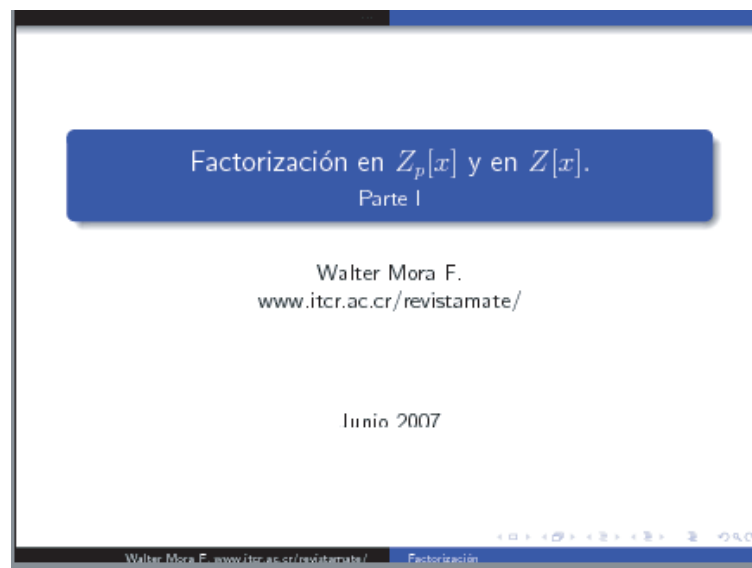 Factorización en $Z_p[x]$ y en $Z[x]$.
Parte I
Walter Mora F.
www.itcr.ac.cr/revistamate/
Junio 2007
Walter Mora F. www.itcr.ac.cr/revistamate/
Factorización